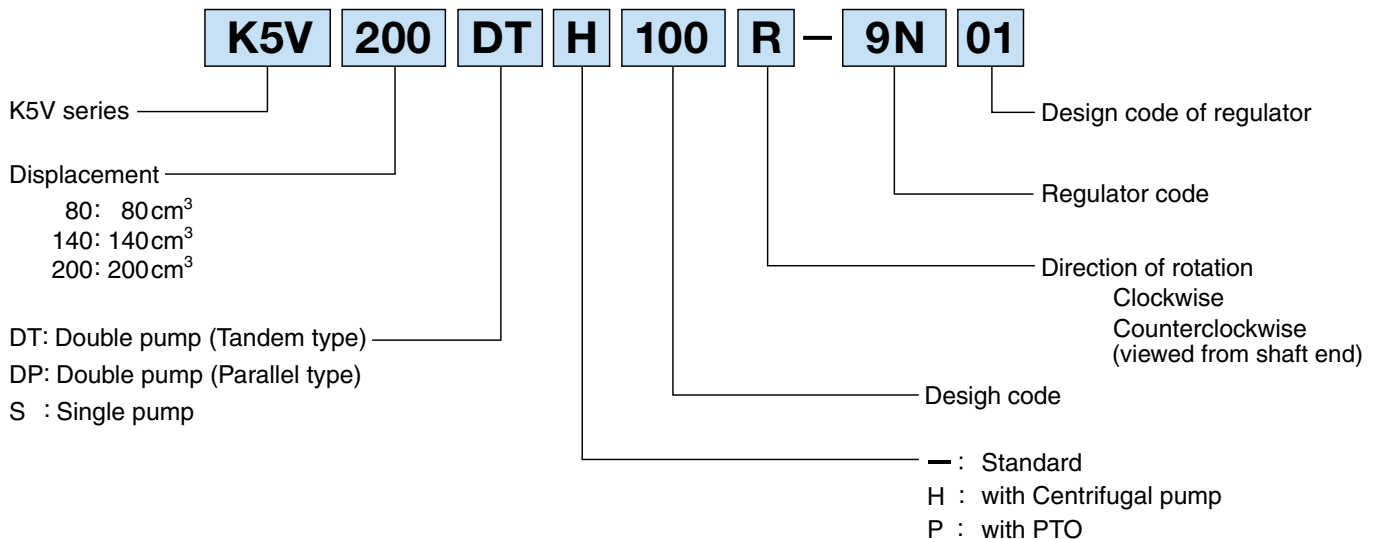 K5V 200 DT H 100 R — 9N 01
K5V series
Displacement
80: 80cm³
140: 140cm³
200: 200cm³
DT: Double pump (Tandem type)
DP: Double pump (Parallel type)
S : Single pump
Design code of regulator
Regulator code
Direction of rotation
Clockwise
Counterclockwise
(viewed from shaft end)
Desigh code
— : Standard
H : with Centrifugal pump
P : with PTO